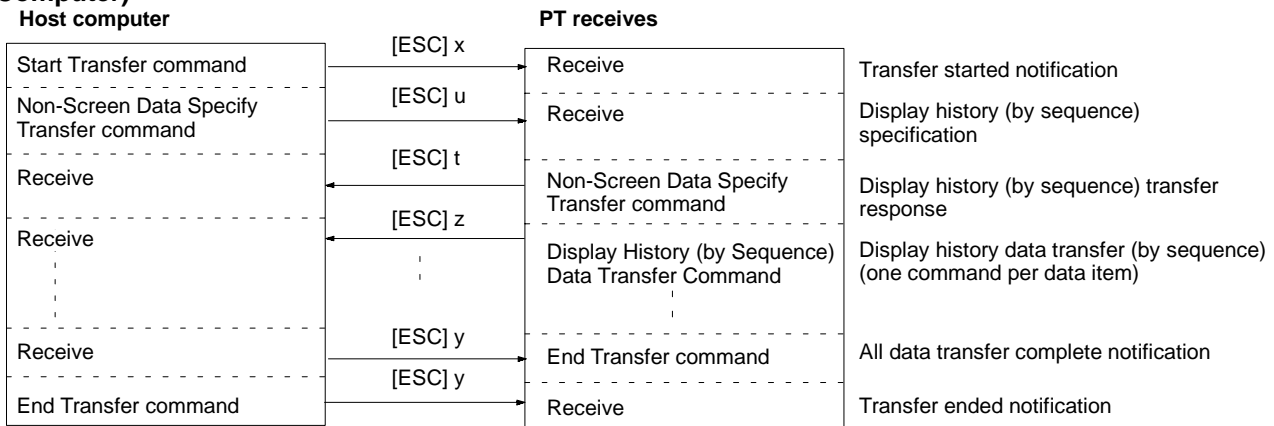 Computer)
Host computer
PT receives
Start Transfer command
[ESC] x
Receive
Transfer started notification
Non-Screen Data Specify
Transfer command
[ESC] u
Receive
Display history (by sequence)
specification
Receive
[ESC] t
Non-Screen Data Specify
Transfer command
Display history (by sequence) transfer
response
Receive
[ESC] z
Display History (by Sequence)
Data Transfer Command
Display history data transfer (by sequence)
(one command per data item)
Receive
[ESC] y
End Transfer command
All data transfer complete notification
End Transfer command
[ESC] y
Receive
Transfer ended notification